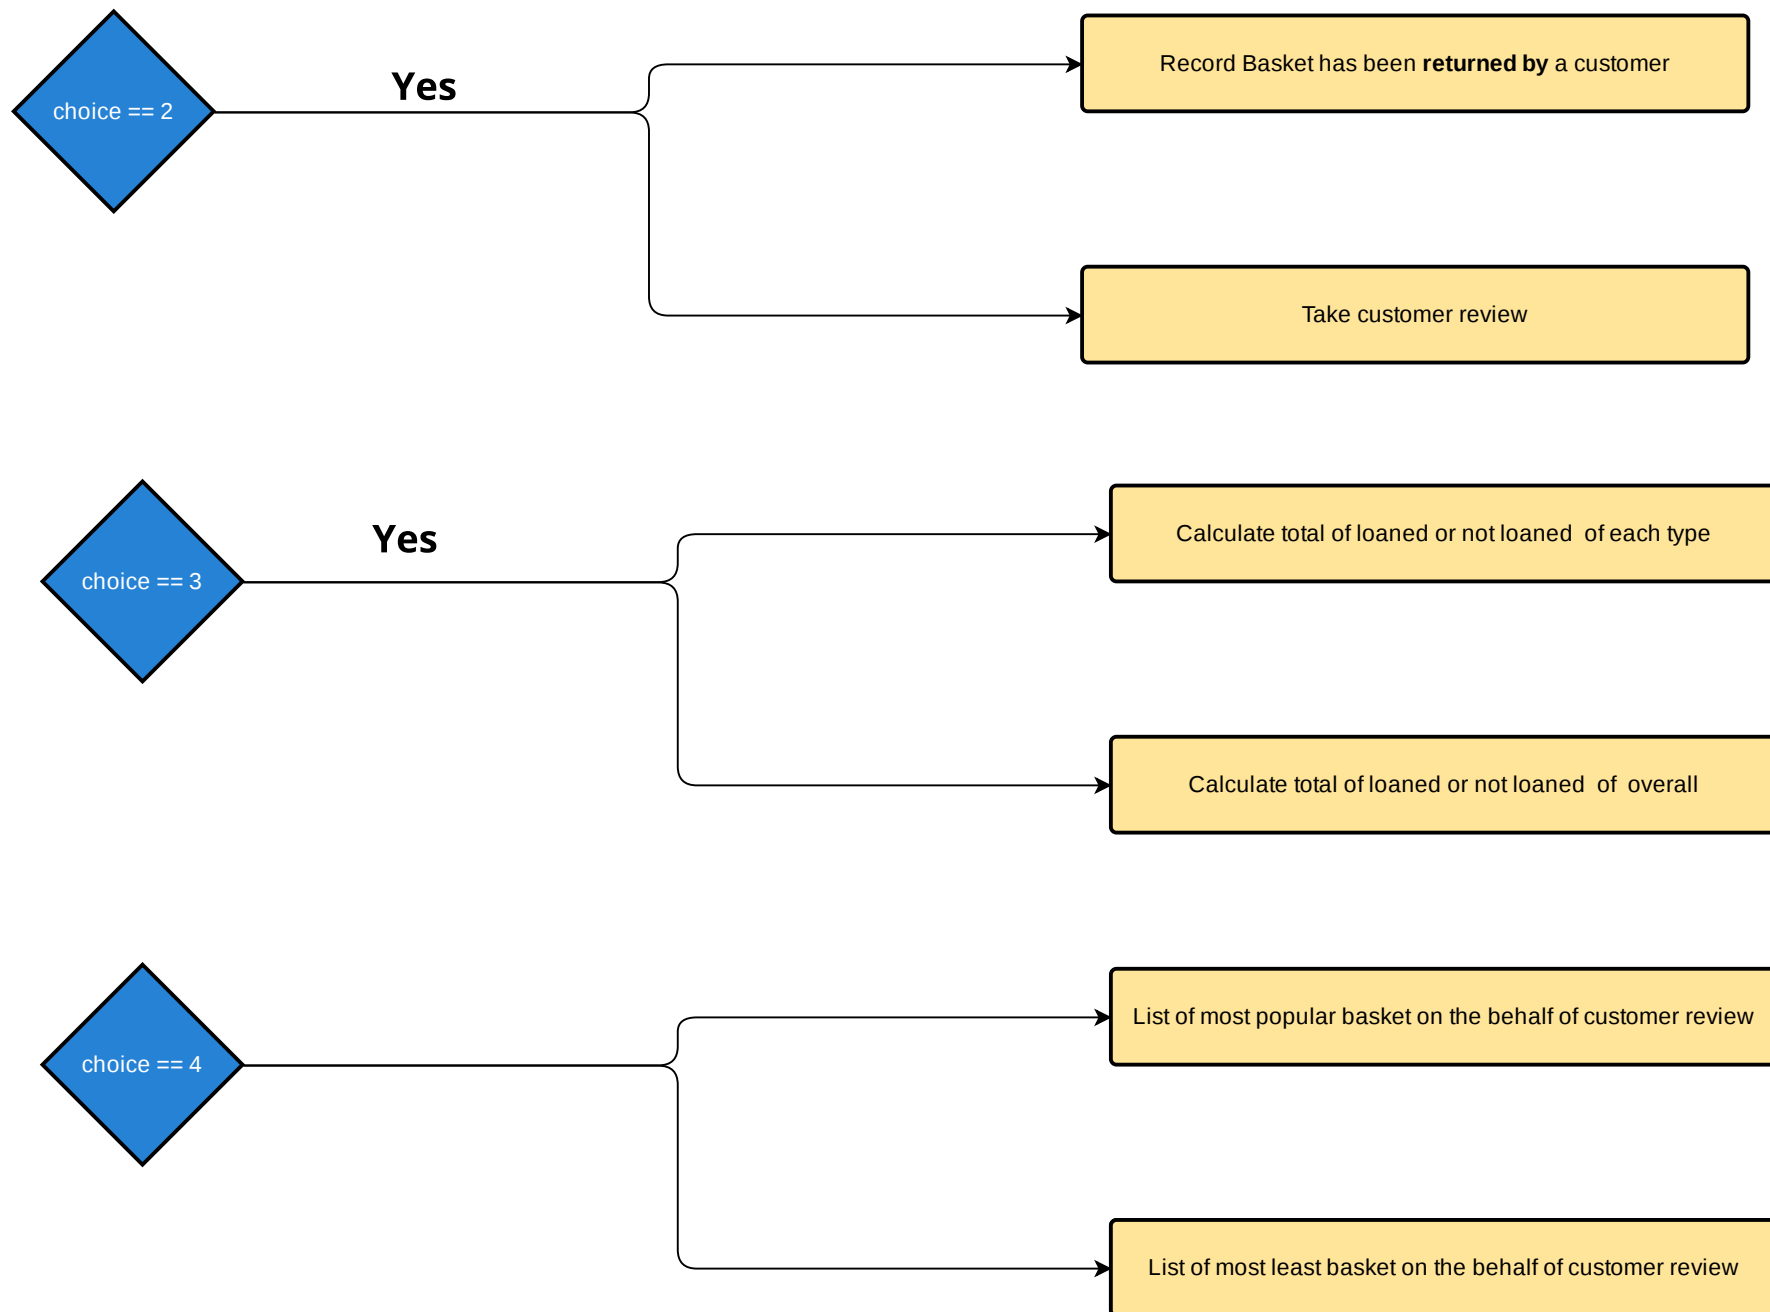 choice == 2
Yes
Record Basket has been returned by a customer
Take customer review
choice == 3
Yes
Calculate total of loaned or not loaned  of each type
Calculate total of loaned or not loaned  of  overall
choice == 4
List of most popular basket on the behalf of customer review
List of most least basket on the behalf of customer review